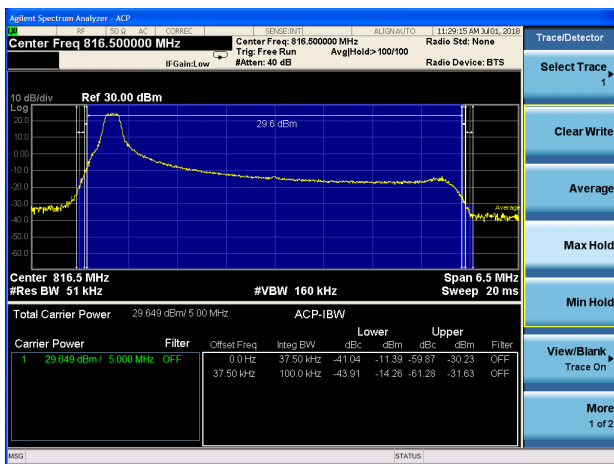 Agilent Spectrum Analyzer - ACP
RF 50 Ω AC CORREC SENSE:INT ALIGN AUTO 11:29:15 AM Jul 01, 2018
Center Freq 816.500000 MHz
Center Freq: 816.500000 MHz Radio Std: None
Trig: Free Run Avg|Hold:> 100/100
IFGain:Low #Atten: 40 dB Radio Device: BTS
10 dB/div Ref 30.00 dBm
Log
20.0
29.6 dBm
10.0
0.00
-10.0
-20.0
-30.0
Average
-40.0
-50.0
-60.0
Center 816.5 MHz Span 6.5 MHz
#Res BW 51 kHz #VBW 160 kHz Sweep 20 ms
Total Carrier Power 29.649 dBm/ 5.00 MHz ACP-IBW
Lower Upper
Carrier Power Filter Offset Freq Integ BW dBc dBm dBc dBm Filter
1 29.649 dBm / 5.000 MHz OFF 0.0 Hz 37.50 kHz -41.04 -11.39 -59.87 -30.23 OFF
37.50 kHz 100.0 kHz -43.91 -14.26 -61.28 -31.63 OFF
MSG STATUS
Trace/Detector
Select Trace
1
Clear Write
Average
Max Hold
Min Hold
View/Blank
Trace On
More
1 of 2